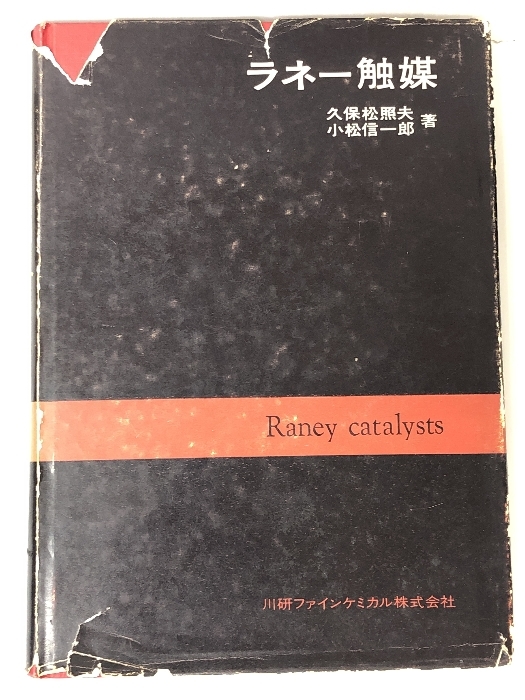 ラネー触媒
久保松照夫
小松信一郎 著
Raney catalysts
川研ファインケミカル株式会社